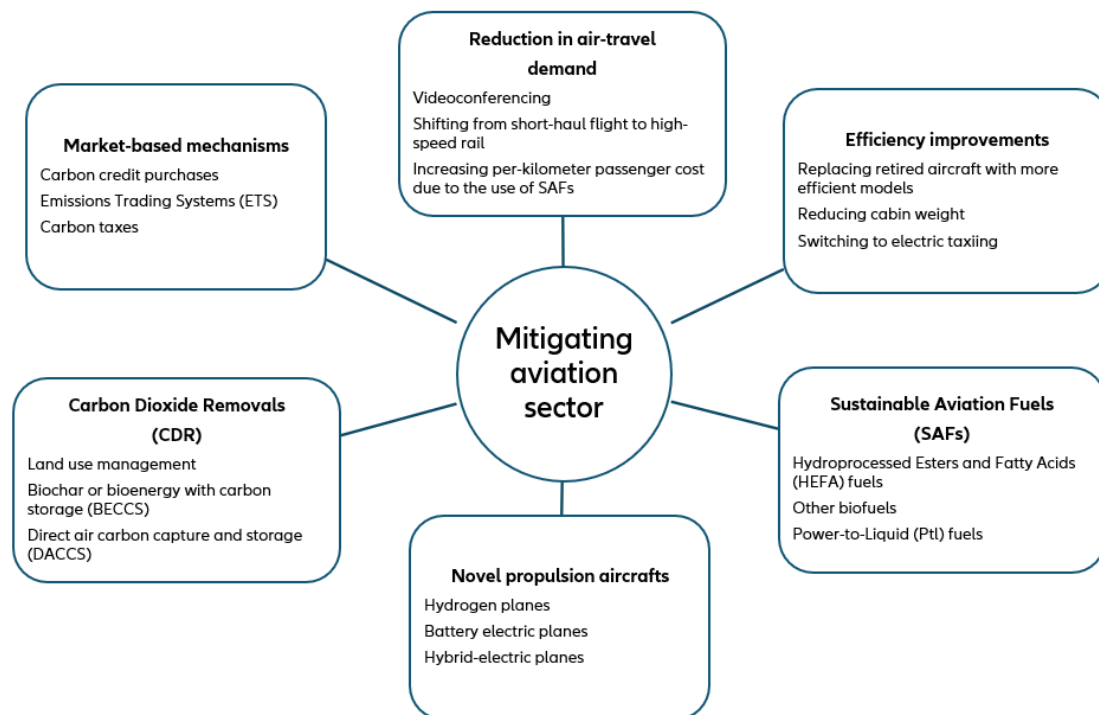 Reduction in air-travel
demand
Videoconferencing
Shifting from short-haul flight to high-
speed rail
Increasing per-kilometer passenger cost
due to the use of SAFs
Market-based mechanisms
Carbon credit purchases
Emissions Trading Systems (ETS)
Carbon taxes
Efficiency improvements
Replacing retired aircraft with more
efficient models
Reducing cabin weight
Switching to electric taxiing
Mitigating
aviation
sector
Carbon Dioxide Removals
(CDR)
Land use management
Biochar or bioenergy with carbon
storage (BECCS)
Direct air carbon capture and storage
(DACCS)
Sustainable Aviation Fuels
(SAFs)
Hydroprocessed Esters and Fatty Acids
(HEFA) fuels
Other biofuels
Power-to-Liquid (Ptl) fuels
Novel propulsion aircrafts
Hydrogen planes
Battery electric planes
Hybrid-electric planes